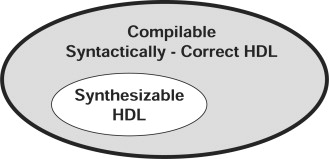 Compilable
Syntactically - Correct HDL
Synthesizable
HDL